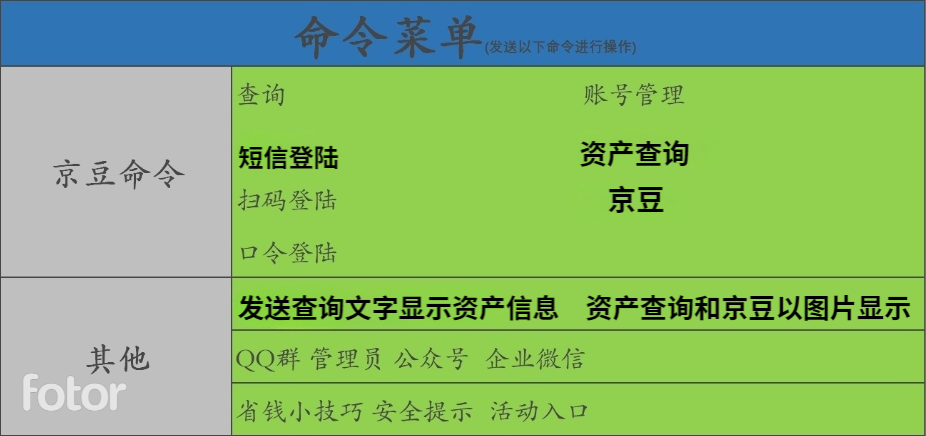 命令菜单(发送以下命令进行操作)
京豆命令
查询 账号管理
短信登陆 资产查询
扫码登陆 京豆
口令登陆
其他
发送查询文字显示资产信息 资产查询和京豆以图片显示
QQ群 管理员 公众号 企业微信
省钱小技巧 安全提示 活动入口
fotor